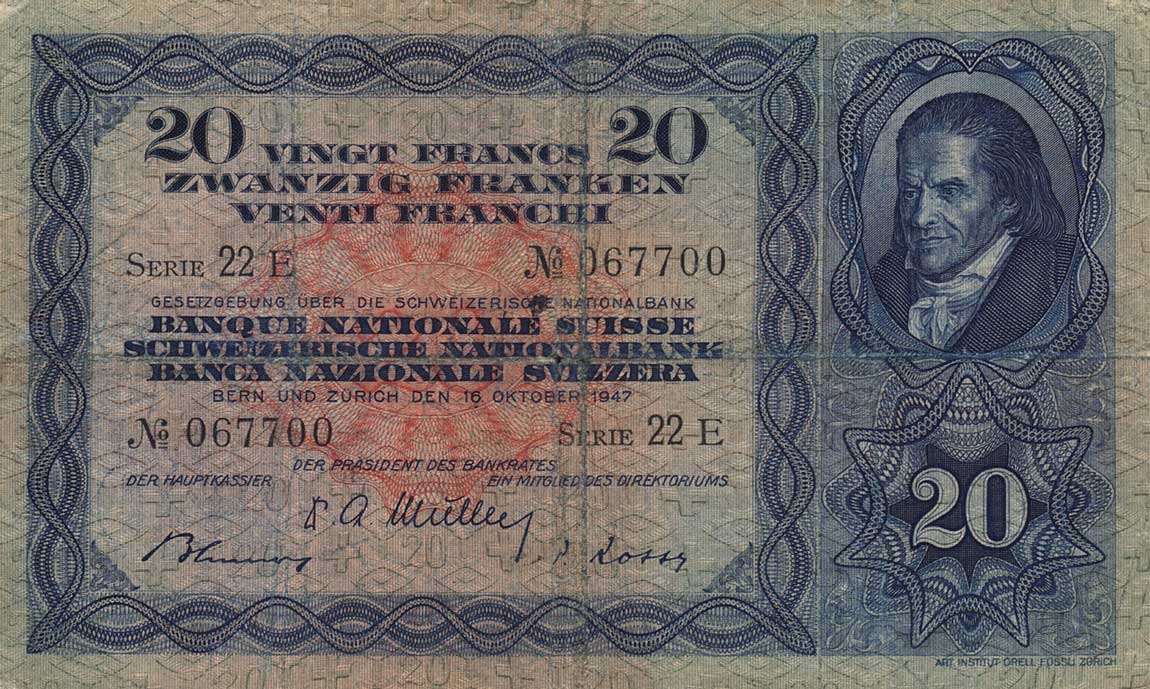 20 VINGT FRANCS 20
ZWANZIG FRANKEN
VENTI FRANCHI
SERIE 22 E № 067700
GESETZGEBUNG ÜBER DIE SCHWEIZERISCHE NATIONALBANK
BANQUE NATIONALE SUISSE
SCHWEIZERISCHE NATIONALBANK
BANCA NAZIONALE SVIZZERA
BERN UND ZÜRICH DEN 16 OKTOBER 1947
№ 067700 SERIE 22 E
DER PRÄSIDENT DES BANKRATES
DER HAUPTKASSIER EIN MITGLIED DES DIREKTORIUMS
A Müller
Rossy
20
ART. INSTITUT ORELL FÜSSLI ZÜRICH